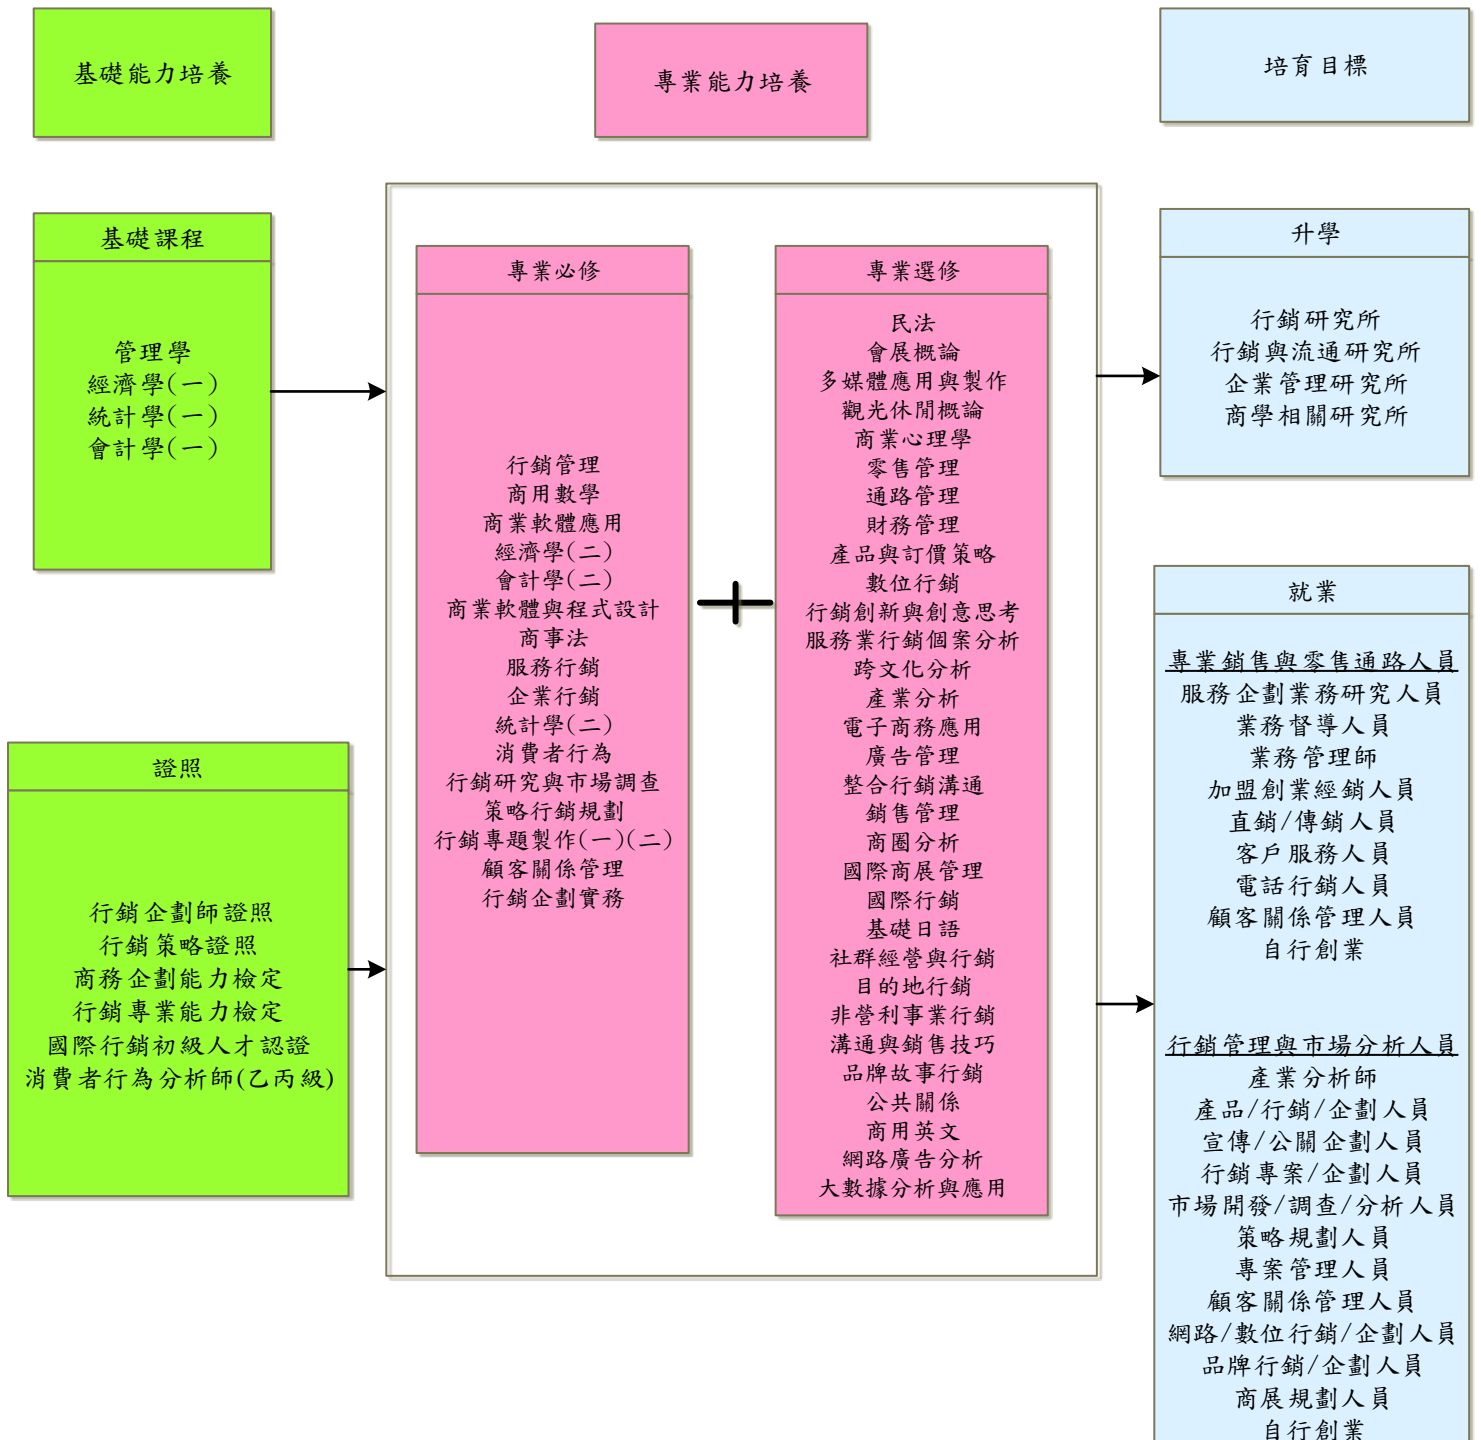 基礎能力培養
專業能力培養
培育目標
基礎課程
管理學
經濟學(一)
統計學(一)
會計學(一)
證照
行銷企劃師證照
行銷策略證照
商務企劃能力檢定
行銷專業能力檢定
國際行銷初級人才認證
消費者行為分析師(乙丙級)
專業必修
行銷管理
商用數學
商業軟體應用
經濟學(二)
會計學(二)
商業軟體與程式設計
商事法
服務行銷
企業行銷
統計學(二)
消費者行為
行銷研究與市場調查
策略行銷規劃
行銷專題製作(一)(二)
顧客關係管理
行銷企劃實務
專業選修
民法
會展概論
多媒體應用與製作
觀光休閒概論
商業心理學
零售管理
通路管理
財務管理
產品與訂價策略
數位行銷
行銷創新與創意思考
服務業行銷個案分析
跨文化分析
產業分析
電子商務應用
廣告管理
整合行銷溝通
銷售管理
商圈分析
國際商展管理
國際行銷
基礎日語
社群經營與行銷
目的地行銷
非營利事業行銷
溝通與銷售技巧
品牌故事行銷
公共關係
商用英文
網路廣告分析
大數據分析與應用
升學
行銷研究所
行銷與流通研究所
企業管理研究所
商學相關研究所
就業
專業銷售與零售通路人員
服務企劃業務研究人員
業務督導人員
業務管理師
加盟創業經銷人員
直銷/傳銷人員
客戶服務人員
電話行銷人員
顧客關係管理人員
自行創業
行銷管理與市場分析人員
產業分析師
產品/行銷/企劃人員
宣傳/公關企劃人員
行銷專案/企劃人員
市場開發/調查/分析人員
策略規劃人員
專案管理人員
顧客關係管理人員
網路/數位行銷/企劃人員
品牌行銷/企劃人員
商展規劃人員
自行創業